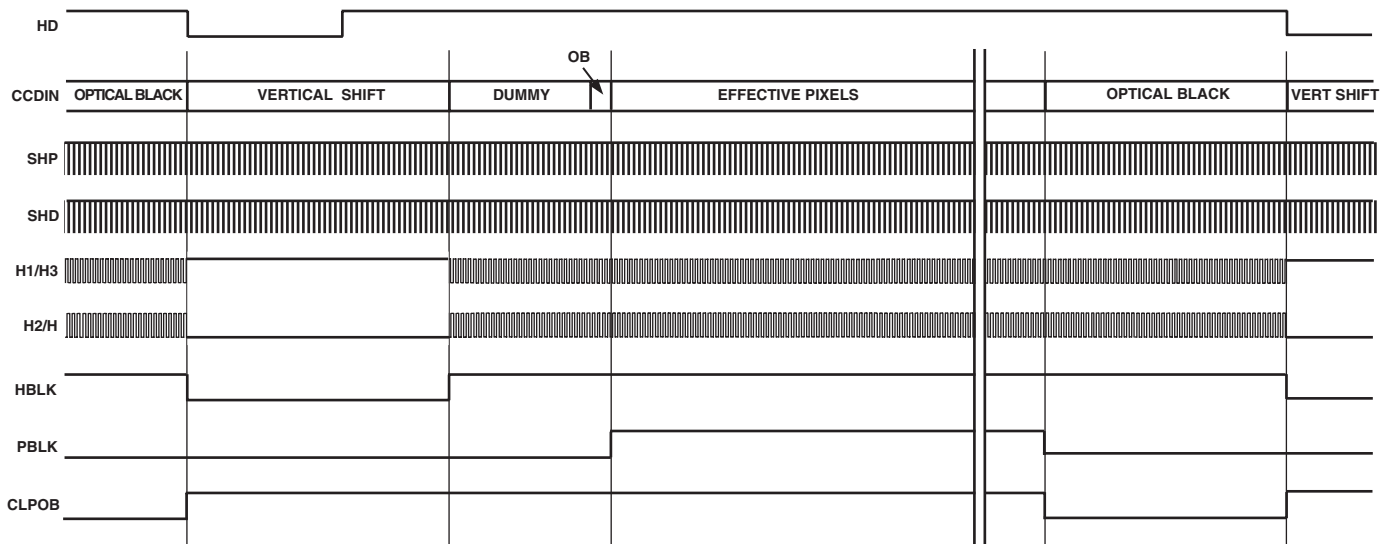 HD
OB
CCDIN OPTICAL BLACK VERTICAL SHIFT DUMMY EFFECTIVE PIXELS OPTICAL BLACK VERT SHIFT
SHP
SHD
H1/H3
H2/H
HBLK
PBLK
CLPOB